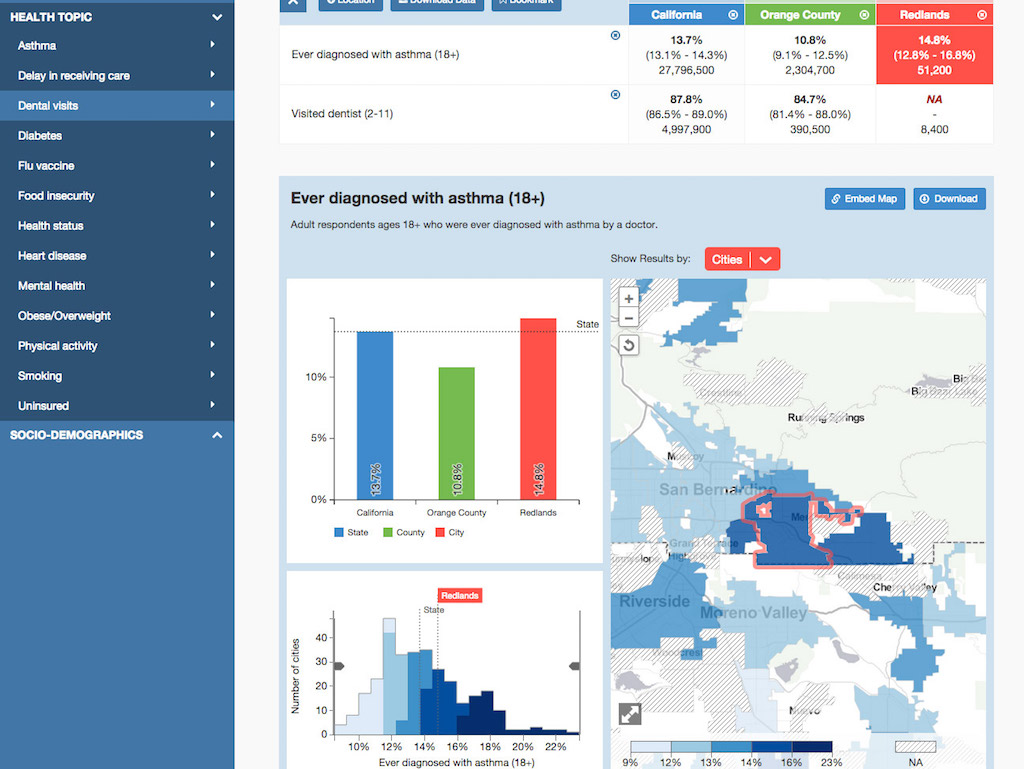 Location
Download Data
Bookmark
HEALTH TOPIC
Asthma
Delay in receiving care
Dental visits
Diabetes
Flu vaccine
Food insecurity
Health status
Heart disease
Mental health
Obese/Overweight
Physical activity
Smoking
Uninsured
SOCIO-DEMOGRAPHICS
California
Orange County
Redlands
Ever diagnosed with asthma (18+)
13.7%
(13.1% - 14.3%)
27,796,500
10.8%
(9.1% - 12.5%)
2,304,700
14.8%
(12.8% - 16.8%)
51,200
Visited dentist (2-11)
87.8%
(86.5% - 89.0%)
4,997,900
84.7%
(81.4% - 88.0%)
390,500
NA
-
8,400
Ever diagnosed with asthma (18+)
Embed Map
Download
Adult respondents ages 18+ who were ever diagnosed with asthma by a doctor.
Show Results by:
Cities
State
10%
5%
0%
13.7%
10.8%
14.8%
California
Orange County
Redlands
State
County
City
Redlands
State
Number of cities
40
30
20
10
0
10% 12% 14% 16% 18% 20% 22%
Ever diagnosed with asthma (18+)
+
−
Crestline
Running Springs
Muscoy
San Bernardino
Grand Terrace
Riverside
Moreno Valley
Cherry Valley
Woodcrest
Nuevo
9% 12% 13% 14% 16% 23%
NA